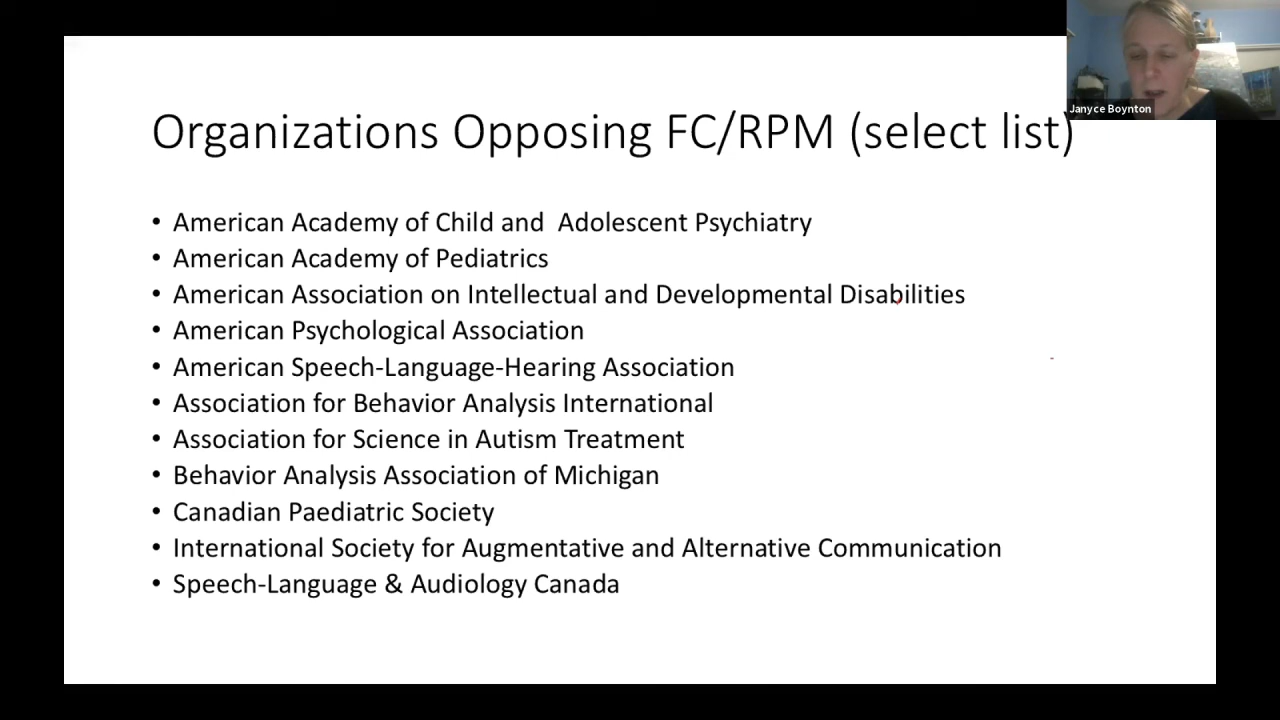 Janyce Boynton
Organizations Opposing FC/RPM (select list)
• American Academy of Child and  Adolescent Psychiatry
• American Academy of Pediatrics
• American Association on Intellectual and Developmental Disabilities
• American Psychological Association
• American Speech-Language-Hearing Association
• Association for Behavior Analysis International
• Association for Science in Autism Treatment
• Behavior Analysis Association of Michigan
• Canadian Paediatric Society
• International Society for Augmentative and Alternative Communication
• Speech-Language & Audiology Canada